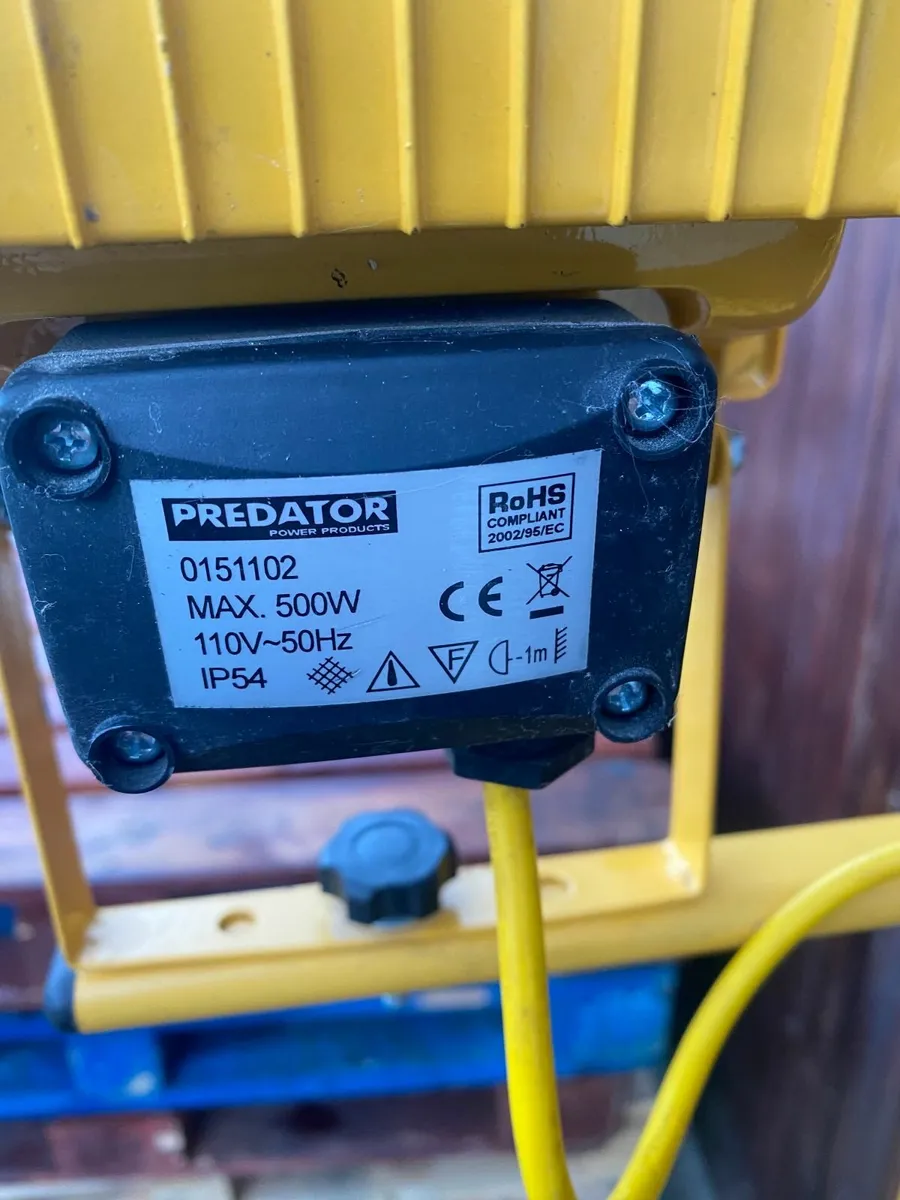 PREDATOR
POWER PRODUCTS
RoHS
COMPLIANT
2002/95/EC
0151102
MAX. 500W
110V~50Hz
IP54
CE
F
-1m